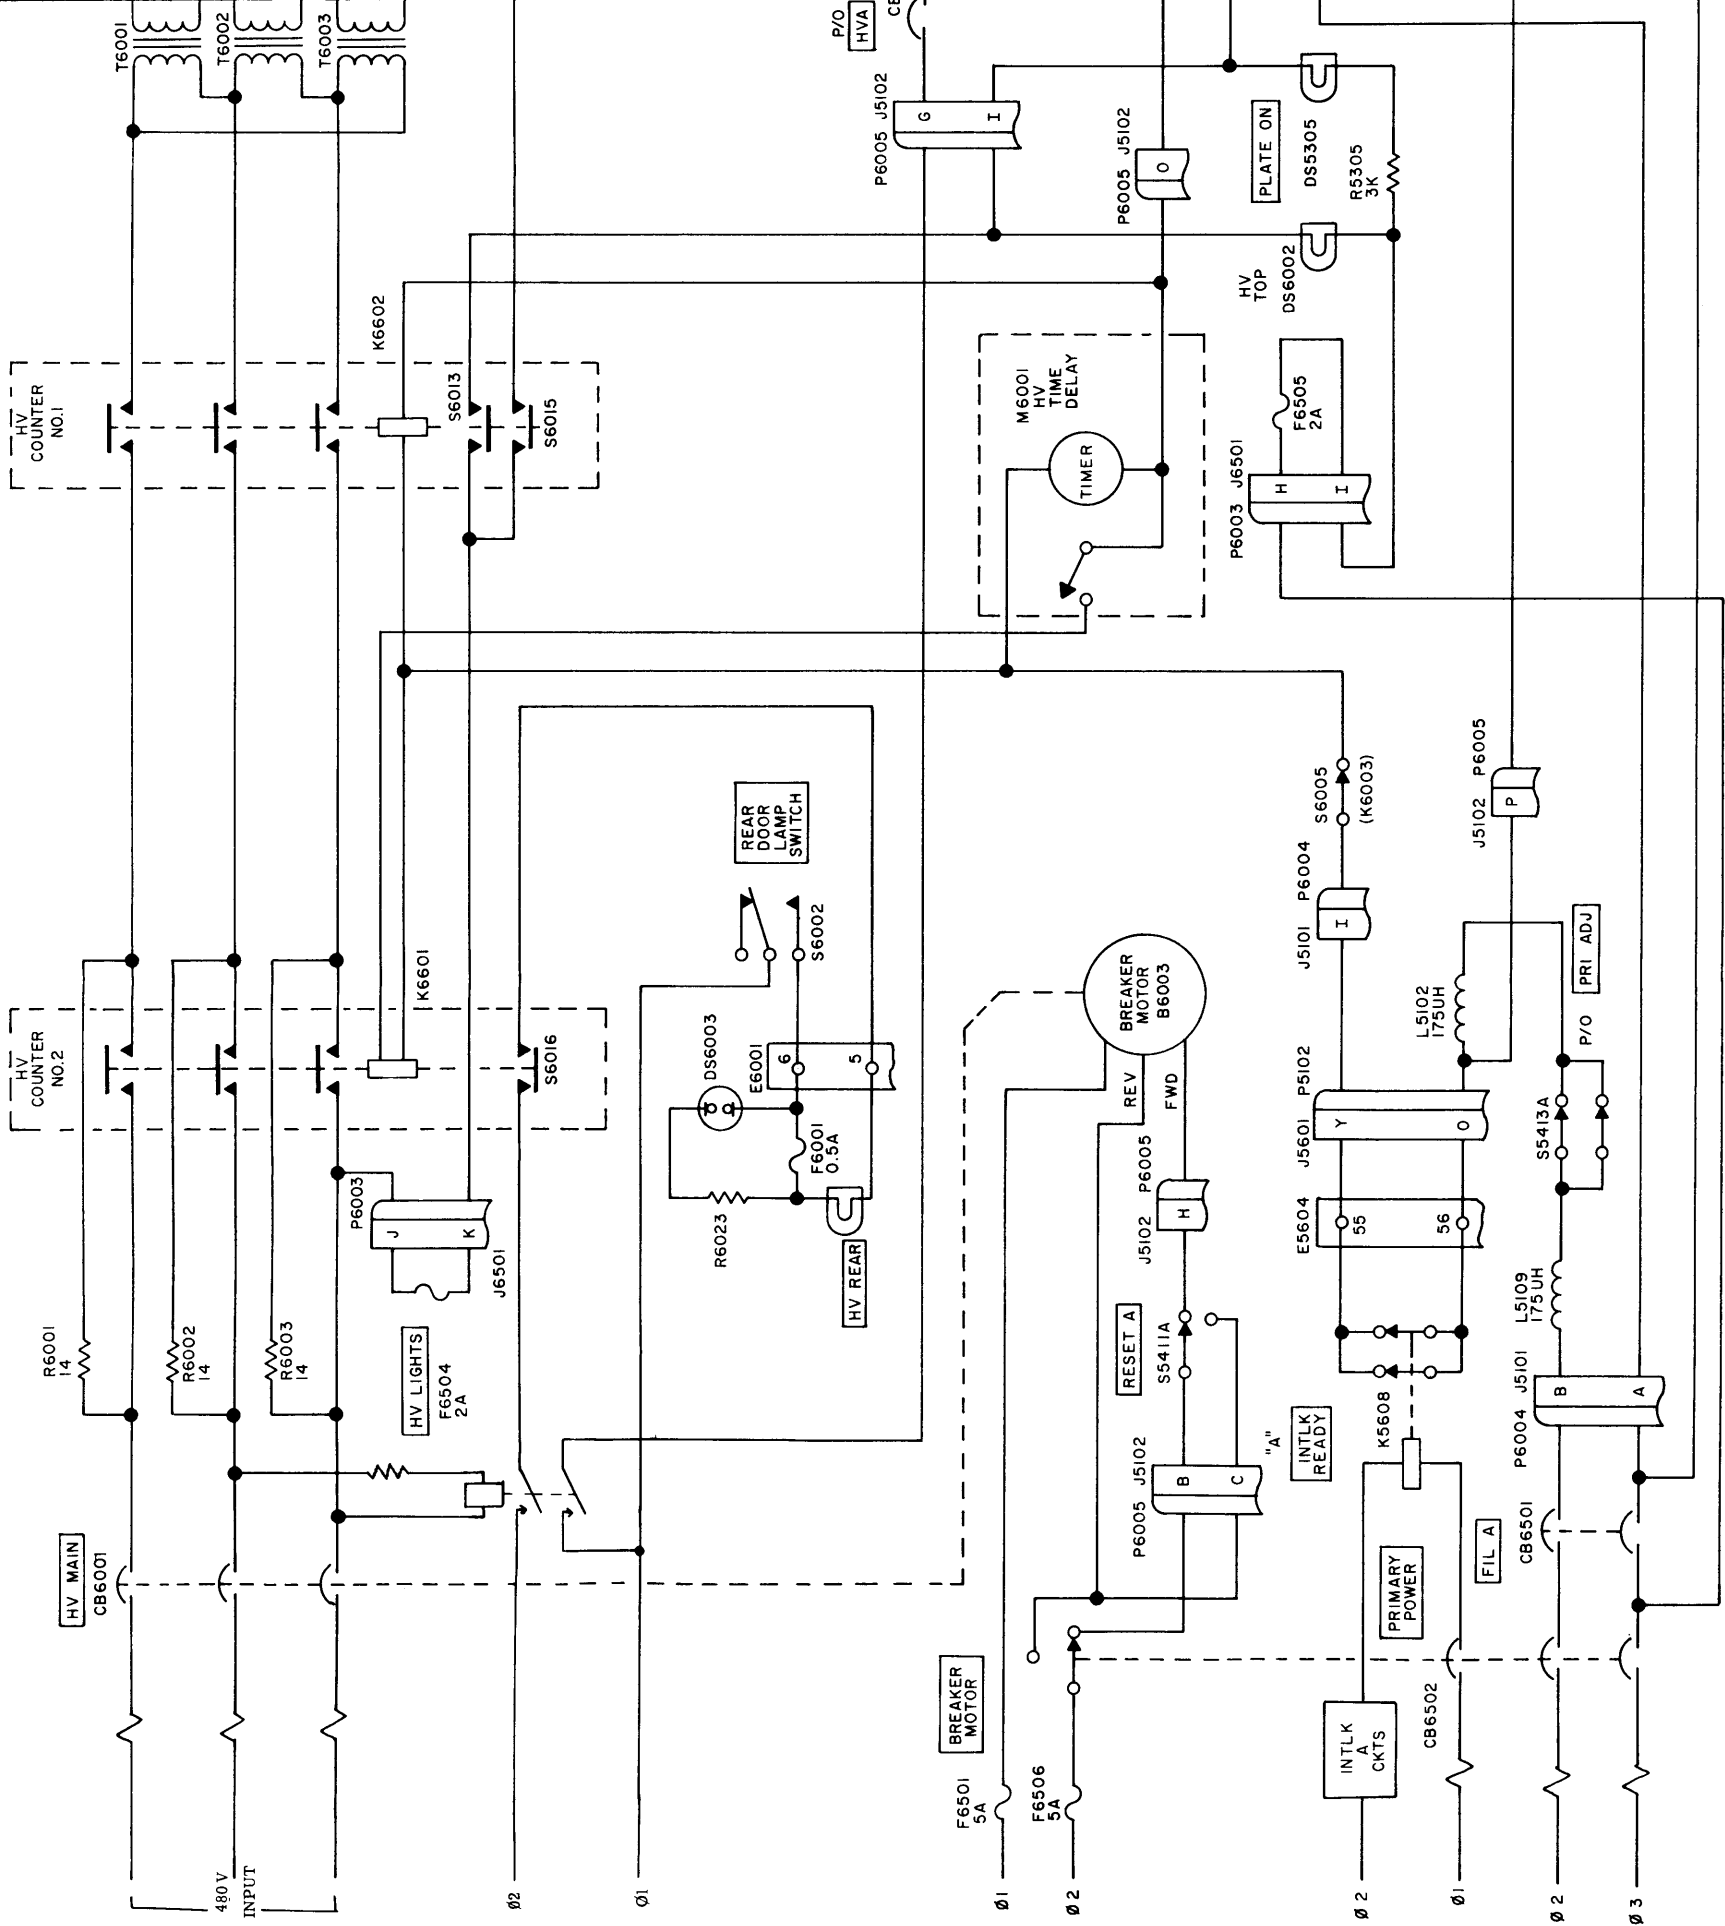 T6001
T6002
T6003
P/O
HVA
HV
COUNTER
NO.1
K6602
S6013
S6015
P6005 J5102
G
I
P6005 J5102
O
PLATE ON
DS5305
R5305
3K
HV
TOP
DS6002
M6001
HV
TIME
DELAY
TIMER
F6505
2A
P6003 J6501
H
I
HV
COUNTER
NO.2
K6601
S6016
REAR
DOOR
LAMP
SWITCH
S6002
DS6003
E6001
6
5
F6001
0.5A
R6023
HV REAR
P6003
J
K
J6501
R6001
14
R6002
14
R6003
14
HV LIGHTS
F6504
2A
HV MAIN
CB6001
480V
INPUT
Ø2
Ø1
BREAKER
MOTOR
B6003
REV
FWD
J5102 P6005
H
RESET A
S5411A
P6005 J5102
B
C
"A"
BREAKER
MOTOR
F6501
5A
F6506
5A
Ø1
Ø2
S6005
(K6003)
J5101 P6004
I
J5102 P6005
P
L5102
175UH
P/O
PRI ADJ
J5601 P5102
Y
O
S5413A
E5604
55
56
L5109
175UH
INTLK
READY
K5608
P6004 J5101
B
A
PRIMARY
POWER
FIL A
CB6501
INTLK
A
CKTS
CB6502
Ø2
Ø1
Ø2
Ø3